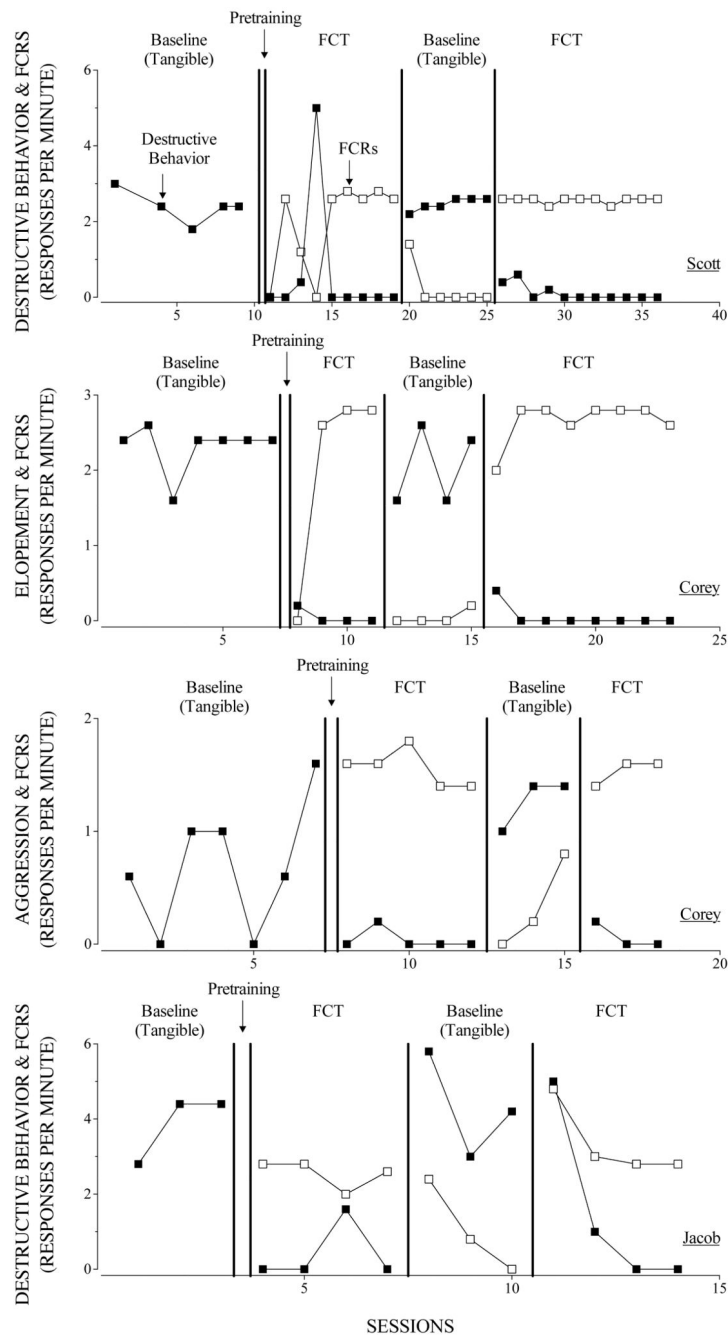 Pretraining
Baseline
(Tangible)
FCT
Baseline
(Tangible)
FCT
DESTRUCTIVE BEHAVIOR & FCRS
(RESPONSES PER MINUTE)
6
4
2
0
Destructive
Behavior
FCRs
Scott
5
10
15
20
25
30
35
40
Pretraining
Baseline
(Tangible)
FCT
Baseline
(Tangible)
FCT
ELOPEMENT & FCRS
(RESPONSES PER MINUTE)
3
2
1
0
Corey
5
10
15
20
25
Pretraining
Baseline
(Tangible)
FCT
Baseline
(Tangible)
FCT
AGGRESSION & FCRS
(RESPONSES PER MINUTE)
2
1
0
Corey
5
10
15
20
Pretraining
Baseline
(Tangible)
FCT
Baseline
(Tangible)
FCT
DESTRUCTIVE BEHAVIOR & FCRS
(RESPONSES PER MINUTE)
6
4
2
0
Jacob
5
10
15
SESSIONS